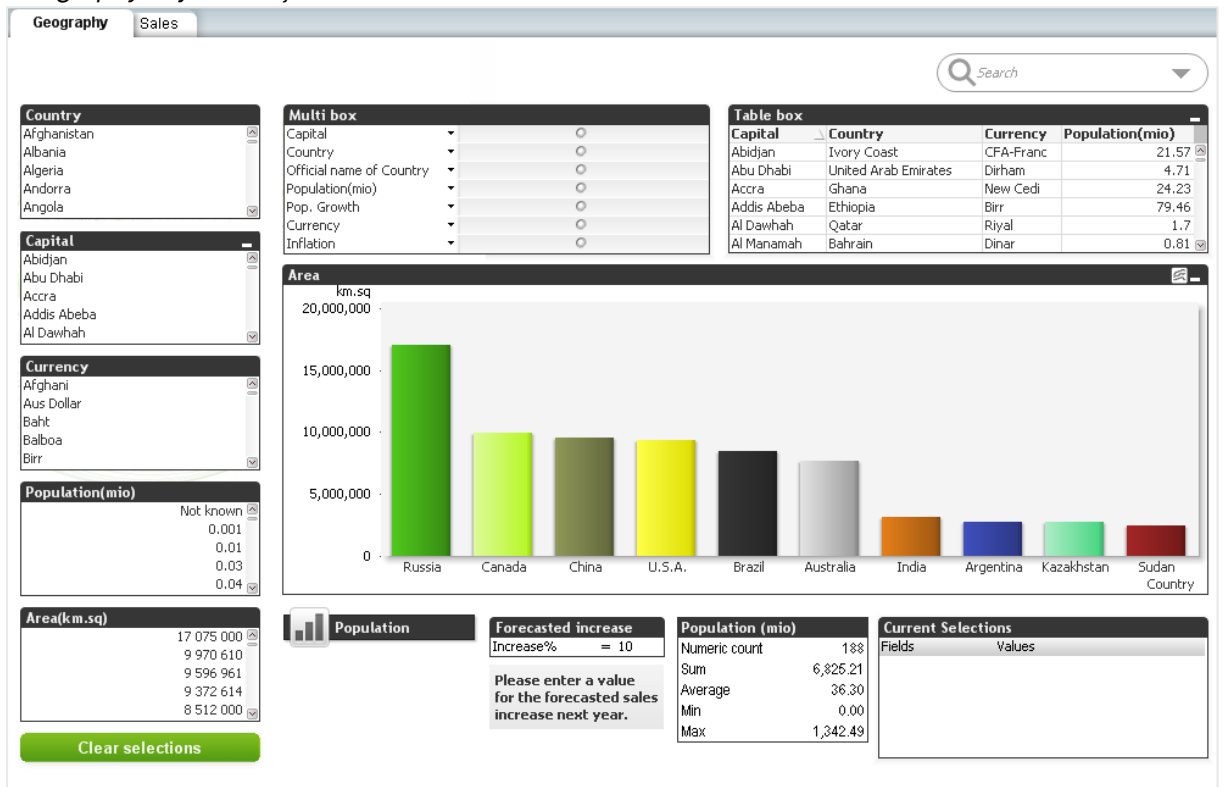 Geography Sales
Search
Country
Afghanistan
Albania
Algeria
Andorra
Angola
Capital
Abidjan
Abu Dhabi
Accra
Addis Abeba
Al Dawhah
Currency
Afghani
Aus Dollar
Baht
Balboa
Birr
Population(mio)
Not known
0.001
0.01
0.03
0.04
Area(km.sq)
17 075 000
9 970 610
9 596 961
9 372 614
8 512 000
Clear selections
Multi box
Capital
Country
Official name of Country
Population(mio)
Pop. Growth
Currency
Inflation
Table box
Capital Country Currency Population(mio)
Abidjan Ivory Coast CFA-Franc 21.57
Abu Dhabi United Arab Emirates Dirham 4.71
Accra Ghana New Cedi 24.23
Addis Abeba Ethiopia Birr 79.46
Al Dawhah Qatar Riyal 1.7
Al Manamah Bahrain Dinar 0.81
Area
km.sq
20,000,000
15,000,000
10,000,000
5,000,000
0
Russia Canada China U.S.A. Brazil Australia India Argentina Kazakhstan Sudan
Country
Population
Forecasted increase
Increase% = 10
Please enter a value
for the forecasted sales
increase next year.
Population (mio)
Numeric count 188
Sum 6,825.21
Average 36.30
Min 0.00
Max 1,342.49
Current Selections
Fields Values